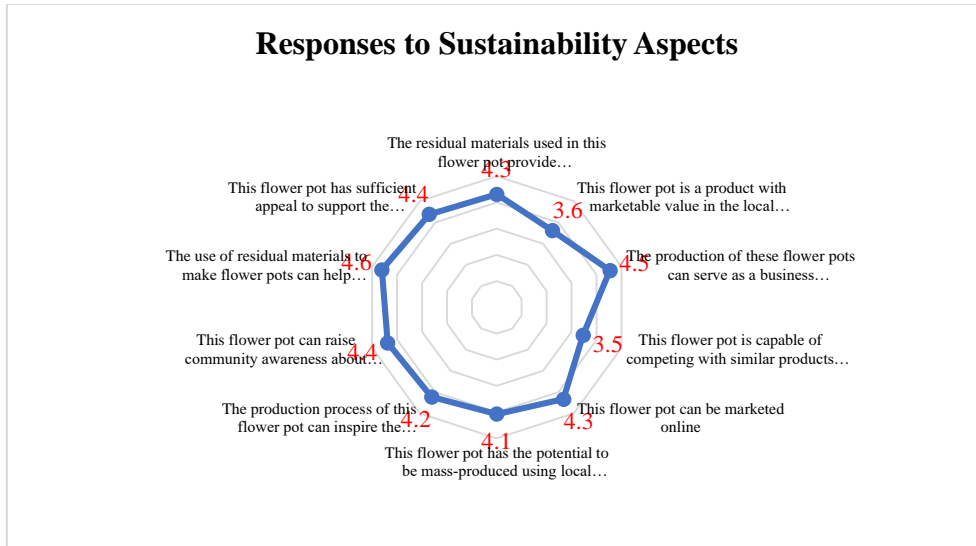 Responses to Sustainability Aspects
The residual materials used in this
flower pot provide…
4.3
This flower pot is a product with
marketable value in the local…
3.6
The production of these flower pots
can serve as a business…
4.5
This flower pot is capable of
competing with similar products…
3.5
This flower pot can be marketed
online
4.3
This flower pot has the potential to
be mass-produced using local…
4.1
The production process of this
flower pot can inspire the…
4.2
This flower pot can raise
community awareness about…
4.4
The use of residual materials to
make flower pots can help…
4.6
This flower pot has sufficient
appeal to support the…
4.4